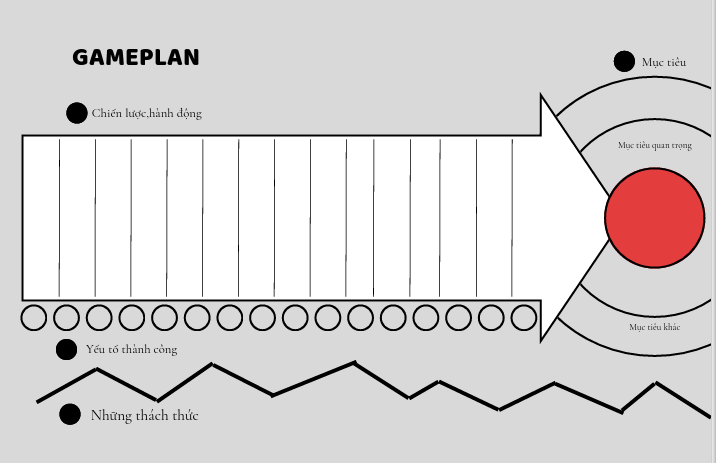 GAMEPLAN
Mục tiêu
Chiến lược,hành động
Mục tiêu quan trọng
Mục tiêu khác
Yếu tố thành công
Những thách thức